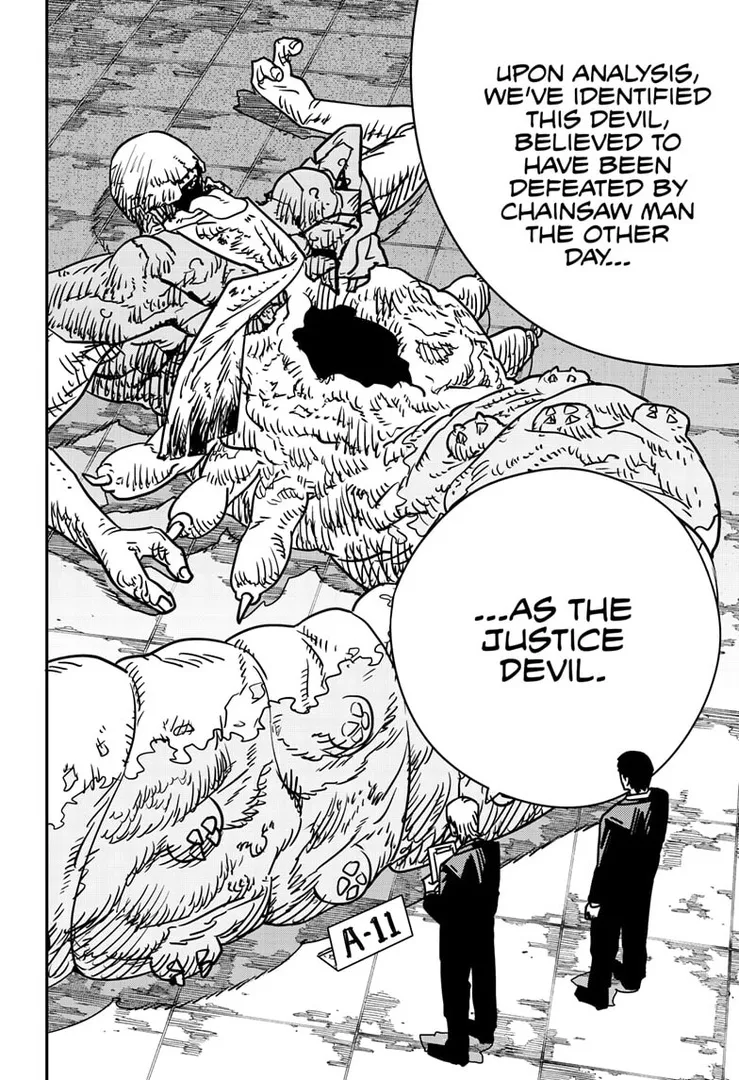 UPON ANALYSIS,
WE'VE IDENTIFIED
THIS DEVIL,
BELIEVED TO
HAVE BEEN
DEFEATED BY
CHAINSAW MAN
THE OTHER
DAY...
...AS THE
JUSTICE
DEVIL.
A-11